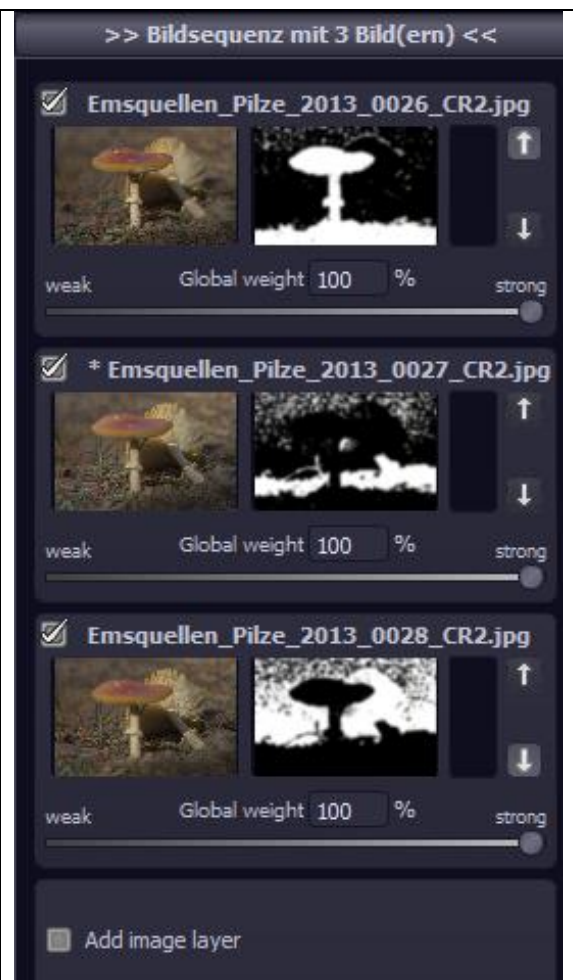 >> Bildsequenz mit 3 Bild(ern) <<
Emsquellen_Pilze_2013_0026_CR2.jpg
weak Global weight 100 % strong
* Emsquellen_Pilze_2013_0027_CR2.jpg
weak Global weight 100 % strong
Emsquellen_Pilze_2013_0028_CR2.jpg
weak Global weight 100 % strong
Add image layer